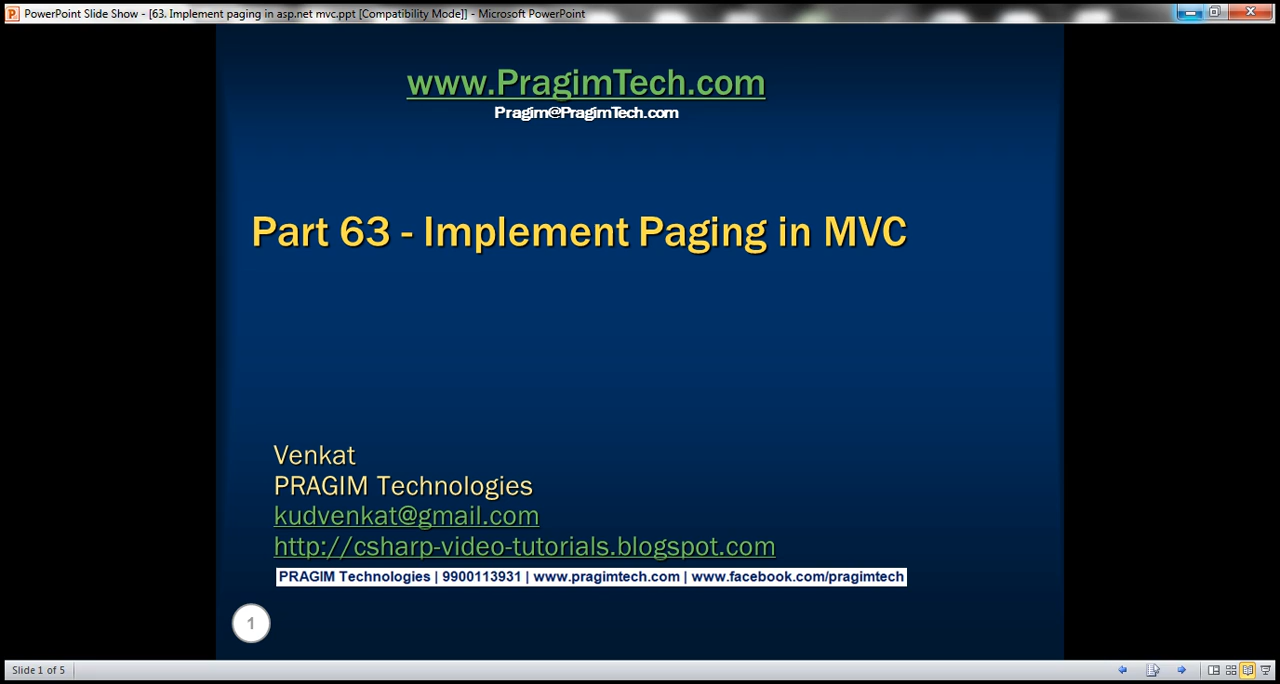 PowerPoint Slide Show - [63. Implement paging in asp.net mvc.ppt [Compatibility Mode]] - Microsoft PowerPoint
www.PragimTech.com
Pragim@PragimTech.com
Part 63 - Implement Paging in MVC
Venkat
PRAGIM Technologies
kudvenkat@gmail.com
http://csharp-video-tutorials.blogspot.com
PRAGIM Technologies | 9900113931 | www.pragimtech.com | www.facebook.com/pragimtech
1
Slide 1 of 5